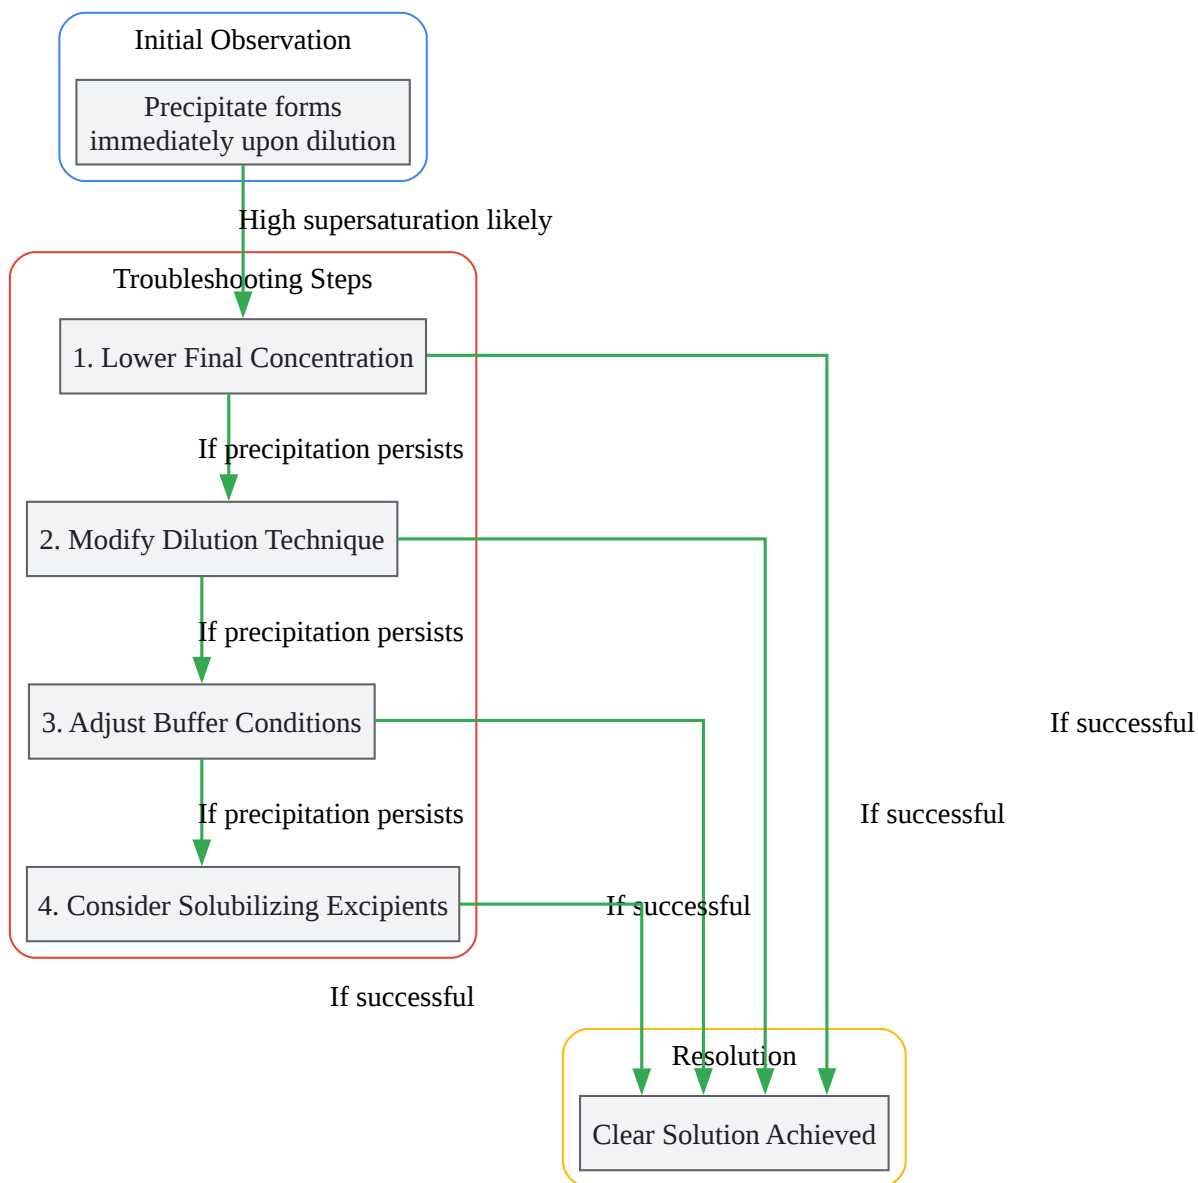 Initial Observation
Precipitate forms
immediately upon dilution
High supersaturation likely
Troubleshooting Steps
1. Lower Final Concentration
If precipitation persists
2. Modify Dilution Technique
If precipitation persists
3. Adjust Buffer Conditions
If successful
If precipitation persists
If successful
4. Consider Solubilizing Excipients
If successful
If successful
Resolution
Clear Solution Achieved